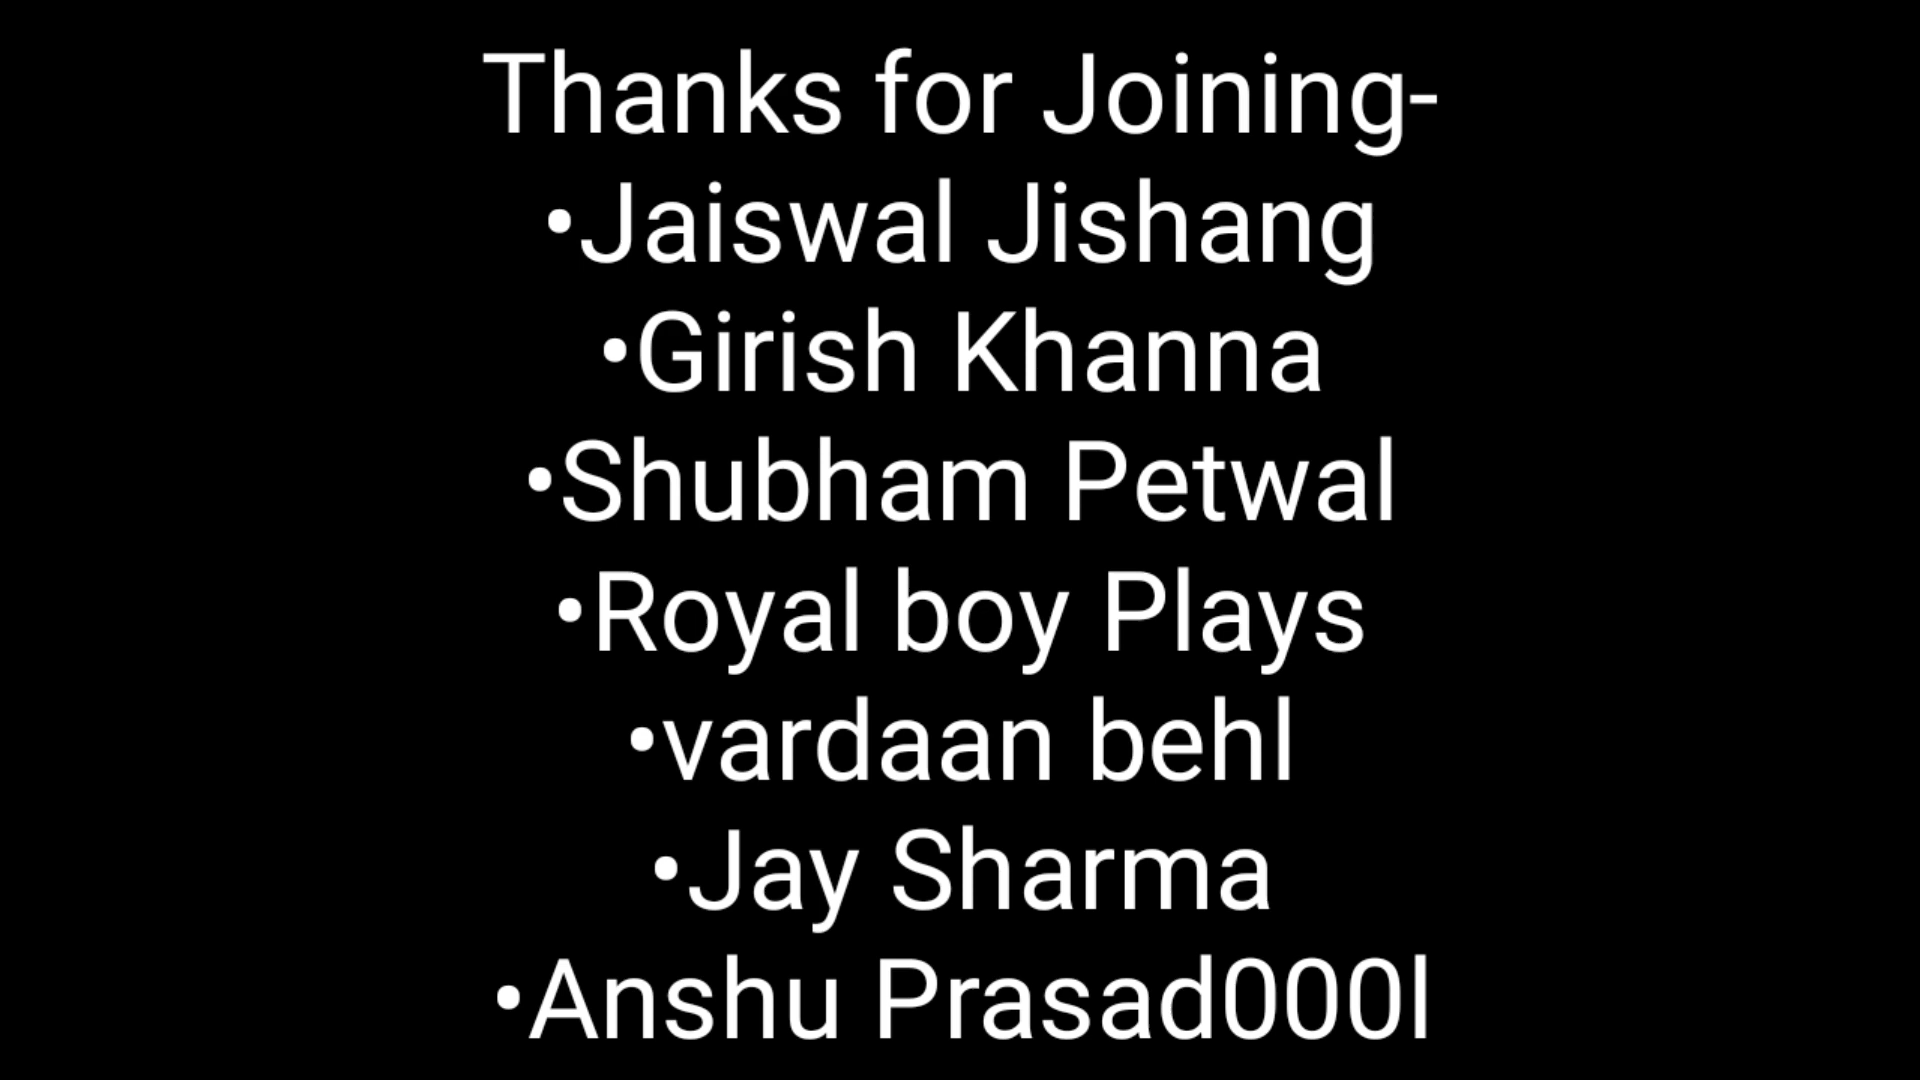 Thanks for Joining-
•Jaiswal Jishang
•Girish Khanna
•Shubham Petwal
•Royal boy Plays
•vardaan behl
•Jay Sharma
•Anshu Prasad000l